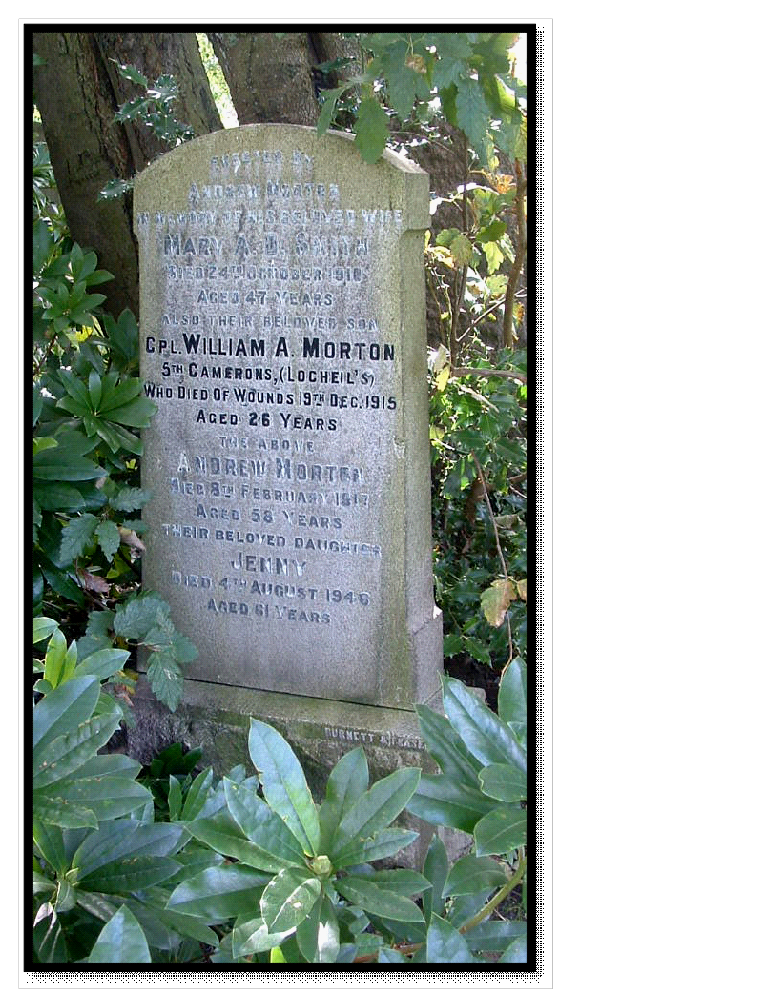 ERECTED BY
ANDREW MORTON
IN MEMORY OF HIS BELOVED WIFE
MARY A. D. SMITH
DIED 24TH OCTOBER 1910
AGED 47 YEARS
ALSO THEIR BELOVED SON
CPL. WILLIAM A. MORTON
5TH CAMERONS, (LOCHEIL'S)
WHO DIED OF WOUNDS 19TH DEC. 1915
AGED 26 YEARS
THE ABOVE
ANDREW MORTON
DIED 8TH FEBRUARY 1917
AGED 58 YEARS
THEIR BELOVED DAUGHTER
JENNY
DIED 4TH AUGUST 1946
AGED 61 YEARS
BURNETT &